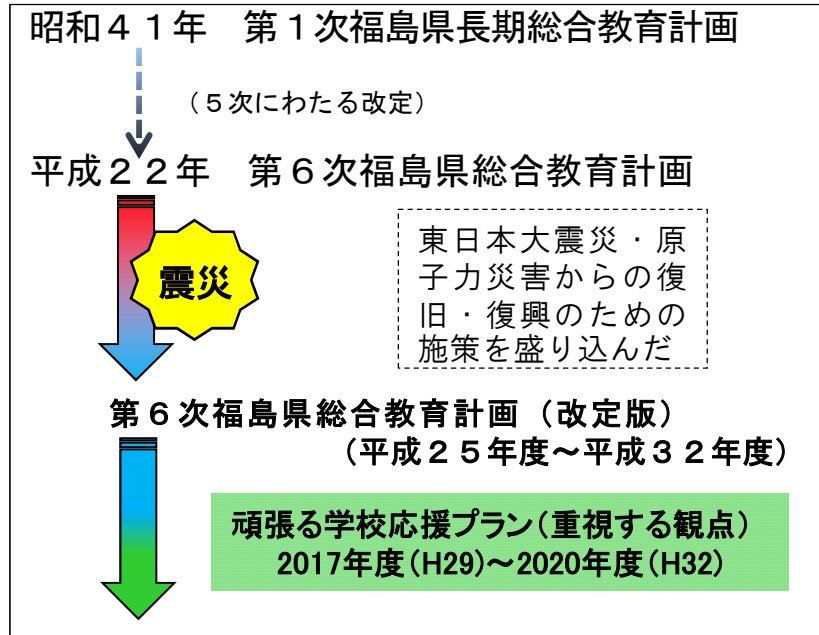 昭和４１年　第１次福島県長期総合教育計画
（５次にわたる改定）
平成２２年　第６次福島県総合教育計画
震災
東日本大震災・原
子力災害からの復
旧・復興のための
施策を盛り込んだ
第６次福島県総合教育計画（改定版）
（平成２５年度～平成３２年度）
頑張る学校応援プラン（重視する観点）
2017年度（H29）～2020年度（H32）